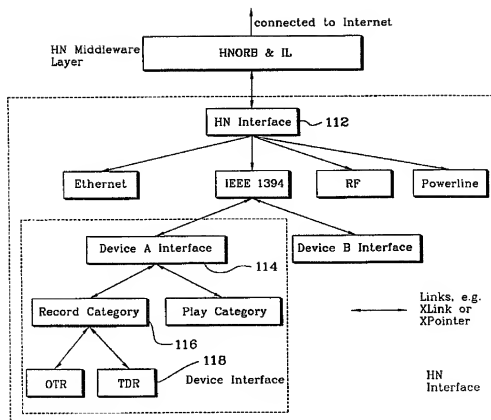 connected to Internet
HN Middleware
Layer
HNORB & IL
HN Interface
112
Ethernet
IEEE 1394
RF
Powerline
Device A Interface
Device B Interface
114
Record Category
Play Category
Links, e.g.
XLink or
XPointer
116
118
OTR
TDR
Device Interface
HN
Interface